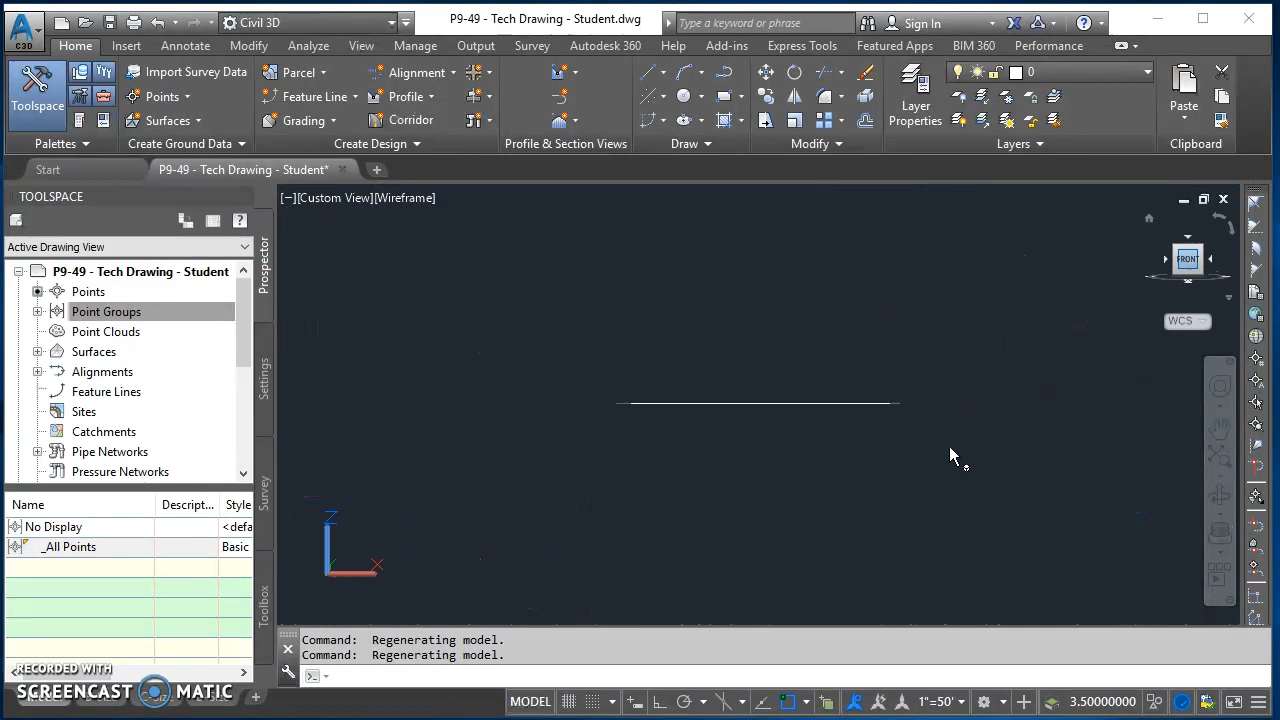 Civil 3D
P9-49 - Tech Drawing - Student.dwg
Type a keyword or phrase
Sign In
C3D
Home Insert Annotate Modify Analyze View Manage Output Survey Autodesk 360 Help Add-ins Express Tools Featured Apps BIM 360 Performance
Toolspace
Import Survey Data
Points
Surfaces
Parcel
Feature Line
Grading
Alignment
Profile
Corridor
Layer
Properties
0
Paste
Palettes Create Ground Data Create Design Profile & Section Views Draw Modify Layers Clipboard
Start P9-49 - Tech Drawing - Student*
TOOLSPACE
Active Drawing View
P9-49 - Tech Drawing - Student
Points
Point Groups
Point Clouds
Surfaces
Alignments
Feature Lines
Sites
Catchments
Pipe Networks
Pressure Networks
Prospector
Settings
Survey
Toolbox
Name Descript... Style
No Display <defa
_All Points Basic
[−][Custom View][Wireframe]
FRONT
WCS
Z
X
Command: Regenerating model.
Command: Regenerating model.
RECORDED WITH
SCREENCAST MATIC
MODEL 1"=50' 3.50000000